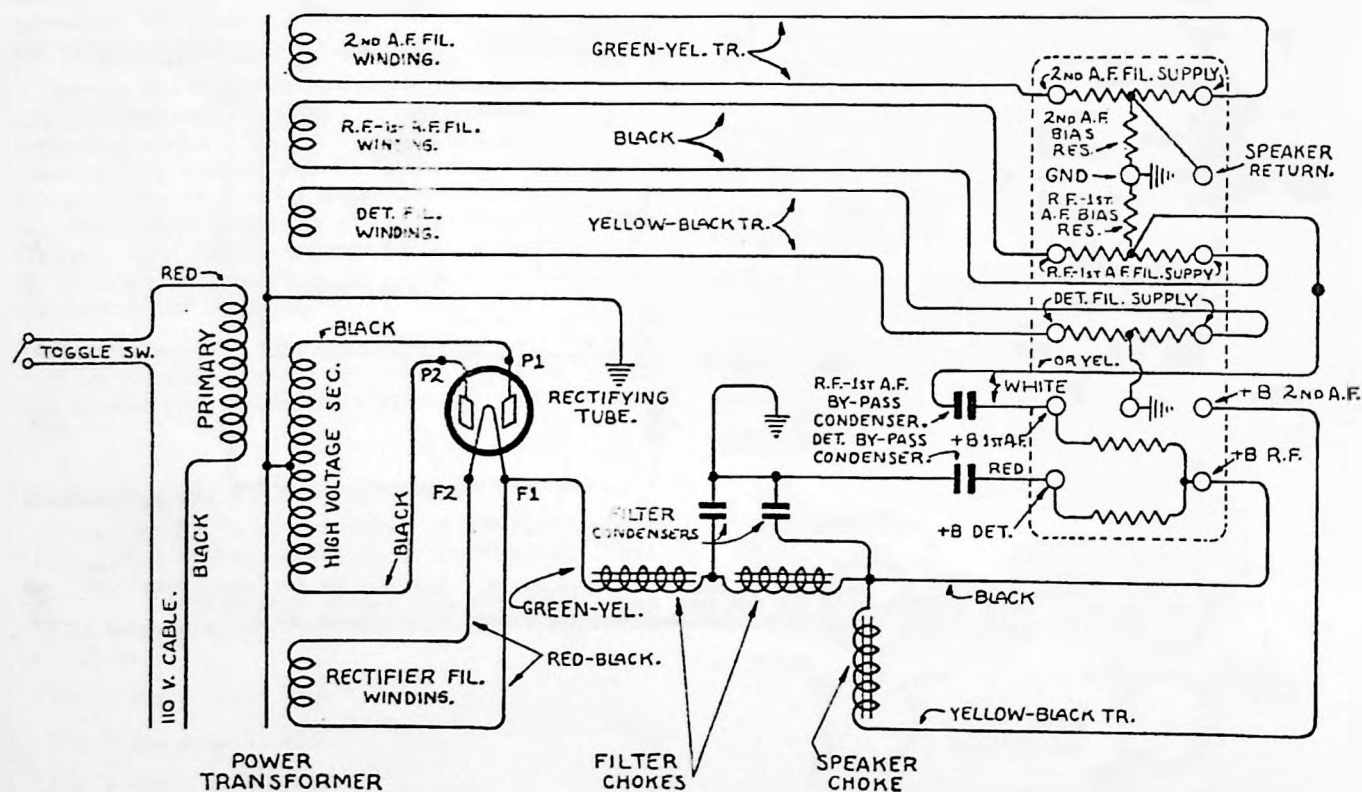 2ND A.F. FIL.
WINDING.
GREEN-YEL. TR.
2ND A.F. FIL. SUPPLY
R.F.-1ST A.F. FIL.
WINDING.
BLACK
2ND A.F.
BIAS
RES.
GND
SPEAKER
RETURN.
R.F.-1ST
A.F. BIAS
RES.
DET. FIL.
WINDING.
YELLOW-BLACK TR.
R.F.-1ST A.F. FIL. SUPPY
DET. FIL. SUPPLY
RED
TOGGLE SW.
PRIMARY
BLACK
110 V. CABLE.
BLACK
HIGH VOLTAGE SEC.
P2
P1
RECTIFYING
TUBE.
F2
F1
BLACK
OR YEL.
WHITE
R.F.-1ST A.F.
BY-PASS
CONDENSER.
DET. BY-PASS
CONDENSER.
+B 1ST A.F.
RED
+B DET.
+B 2ND A.F.
+B R.F.
FILTER
CONDENSERS
GREEN-YEL.
RED-BLACK.
RECTIFIER FIL.
WINDING.
BLACK
YELLOW-BLACK TR.
POWER
TRANSFORMER
FILTER
CHOKES
SPEAKER
CHOKE